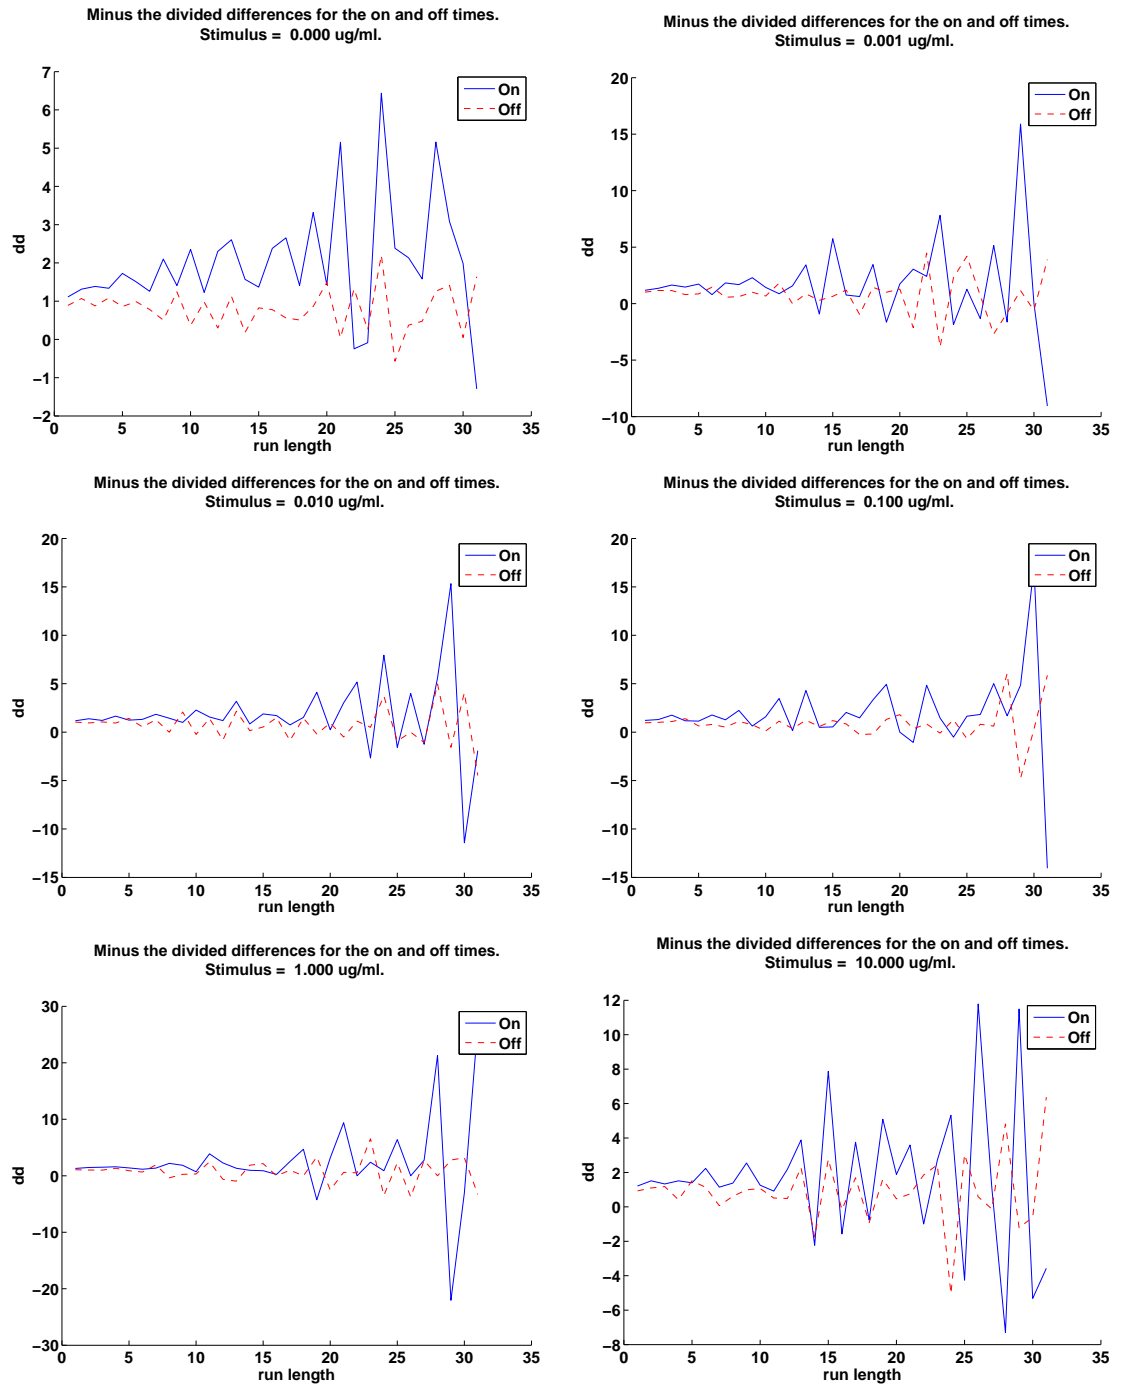 Minus the divided differences for the on and off times.
Stimulus = 0.000 ug/ml.
7
6
5
4
3
2
1
0
−1
−2
dd
0 5 10 15 20 25 30 35
run length
On
Off
Minus the divided differences for the on and off times.
Stimulus = 0.001 ug/ml.
20
15
10
5
0
−5
−10
dd
0 5 10 15 20 25 30 35
run length
On
Off
Minus the divided differences for the on and off times.
Stimulus = 0.010 ug/ml.
20
15
10
5
0
−5
−10
−15
dd
0 5 10 15 20 25 30 35
run length
On
Off
Minus the divided differences for the on and off times.
Stimulus = 0.100 ug/ml.
20
15
10
5
0
−5
−10
−15
dd
0 5 10 15 20 25 30 35
run length
On
Off
Minus the divided differences for the on and off times.
Stimulus = 1.000 ug/ml.
30
20
10
0
−10
−20
−30
dd
0 5 10 15 20 25 30 35
run length
On
Off
Minus the divided differences for the on and off times.
Stimulus = 10.000 ug/ml.
12
10
8
6
4
2
0
−2
−4
−6
−8
dd
0 5 10 15 20 25 30 35
run length
On
Off